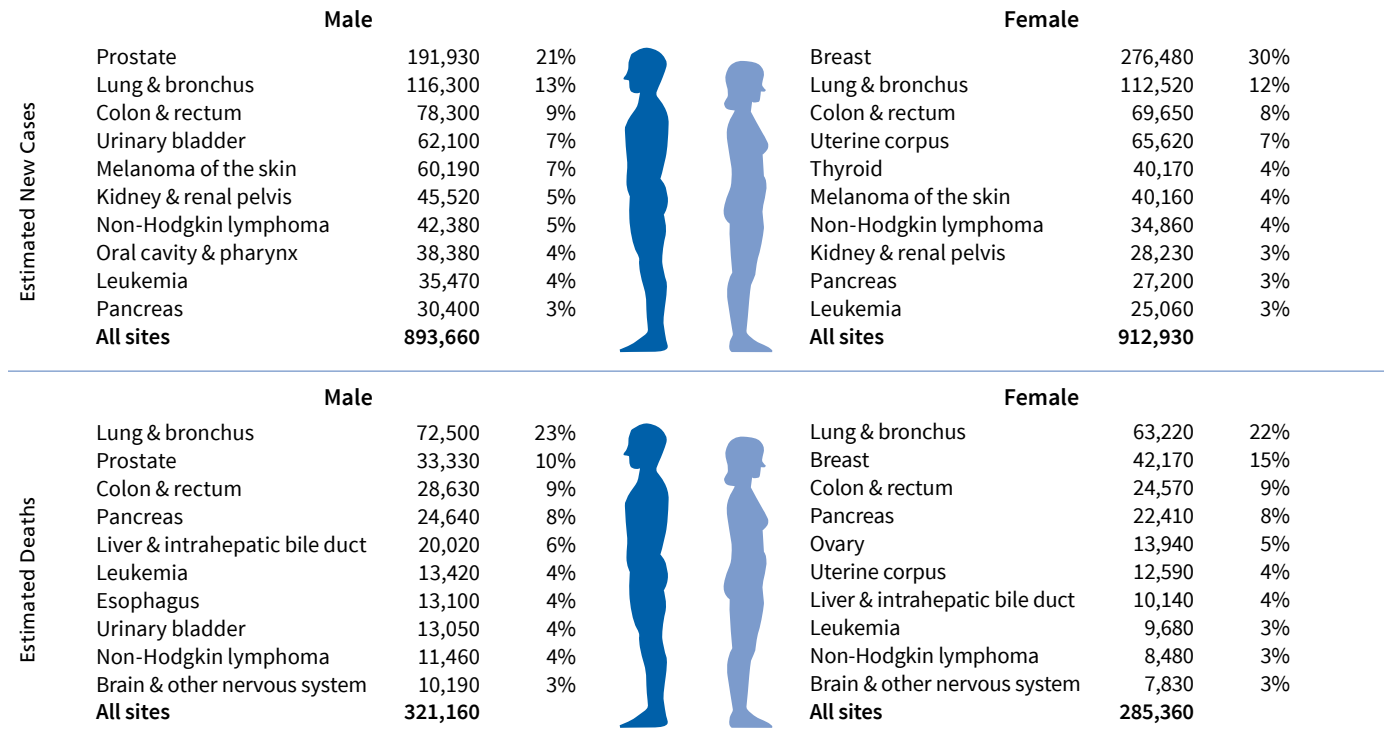 Male Female
Estimated New Cases
Prostate 191,930 21% Breast 276,480 30%
Lung & bronchus 116,300 13% Lung & bronchus 112,520 12%
Colon & rectum 78,300 9% Colon & rectum 69,650 8%
Urinary bladder 62,100 7% Uterine corpus 65,620 7%
Melanoma of the skin 60,190 7% Thyroid 40,170 4%
Kidney & renal pelvis 45,520 5% Melanoma of the skin 40,160 4%
Non-Hodgkin lymphoma 42,380 5% Non-Hodgkin lymphoma 34,860 4%
Oral cavity & pharynx 38,380 4% Kidney & renal pelvis 28,230 3%
Leukemia 35,470 4% Pancreas 27,200 3%
Pancreas 30,400 3% Leukemia 25,060 3%
All sites 893,660 All sites 912,930
Male Female
Estimated Deaths
Lung & bronchus 72,500 23% Lung & bronchus 63,220 22%
Prostate 33,330 10% Breast 42,170 15%
Colon & rectum 28,630 9% Colon & rectum 24,570 9%
Pancreas 24,640 8% Pancreas 22,410 8%
Liver & intrahepatic bile duct 20,020 6% Ovary 13,940 5%
Leukemia 13,420 4% Uterine corpus 12,590 4%
Esophagus 13,100 4% Liver & intrahepatic bile duct 10,140 4%
Urinary bladder 13,050 4% Leukemia 9,680 3%
Non-Hodgkin lymphoma 11,460 4% Non-Hodgkin lymphoma 8,480 3%
Brain & other nervous system 10,190 3% Brain & other nervous system 7,830 3%
All sites 321,160 All sites 285,360